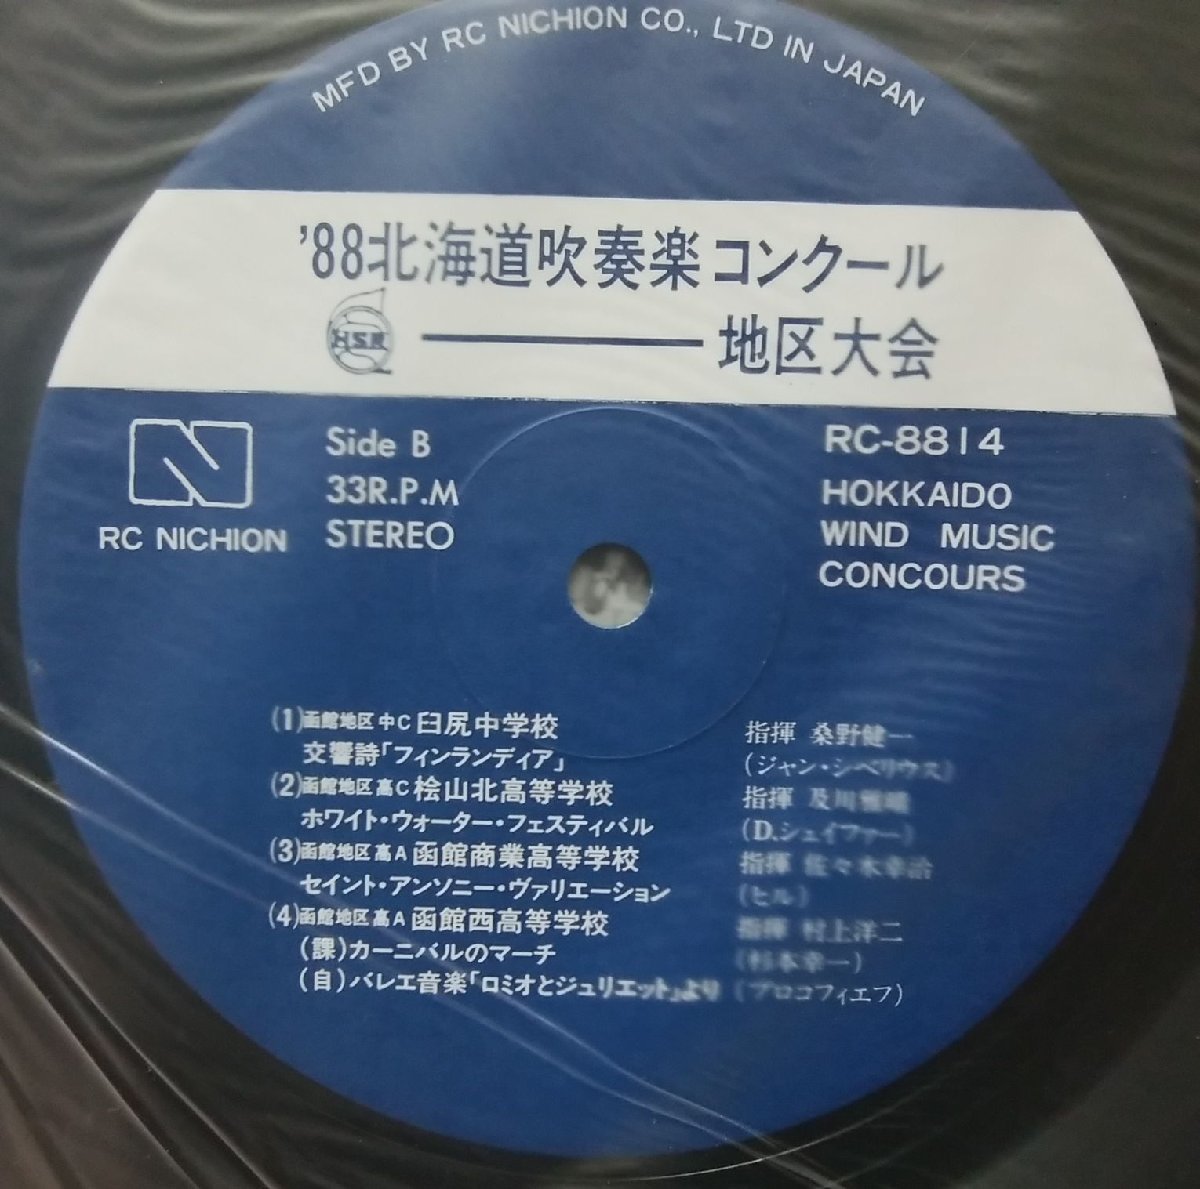 MFD BY RC NICHION CO., LTD IN JAPAN
'88北海道吹奏楽コンクール
HSR
地区大会
RC NICHION
Side B
33R.P.M
STEREO
RC-8814
HOKKAIDO
WIND MUSIC
CONCOURS
(1)函館地区中C 臼尻中学校 指揮 桑野健一
交響詩「フィンランディア」 (ジャン・シベリウス)
(2)函館地区高C 桧山北高等学校 指揮 及川
ホワイト・ウォーター・フェスティバル (D.シェイファー)
(3)函館地区高A 函館商業高等学校 指揮 佐々木幸治
セイント・アンソニー・ヴァリエーション (ヒル)
(4)函館地区高A 函館西高等学校 指揮 村上洋二
(課)カーニバルのマーチ (杉本幸一)
(自)バレエ音楽「ロミオとジュリエット」より (プロコフィエフ)